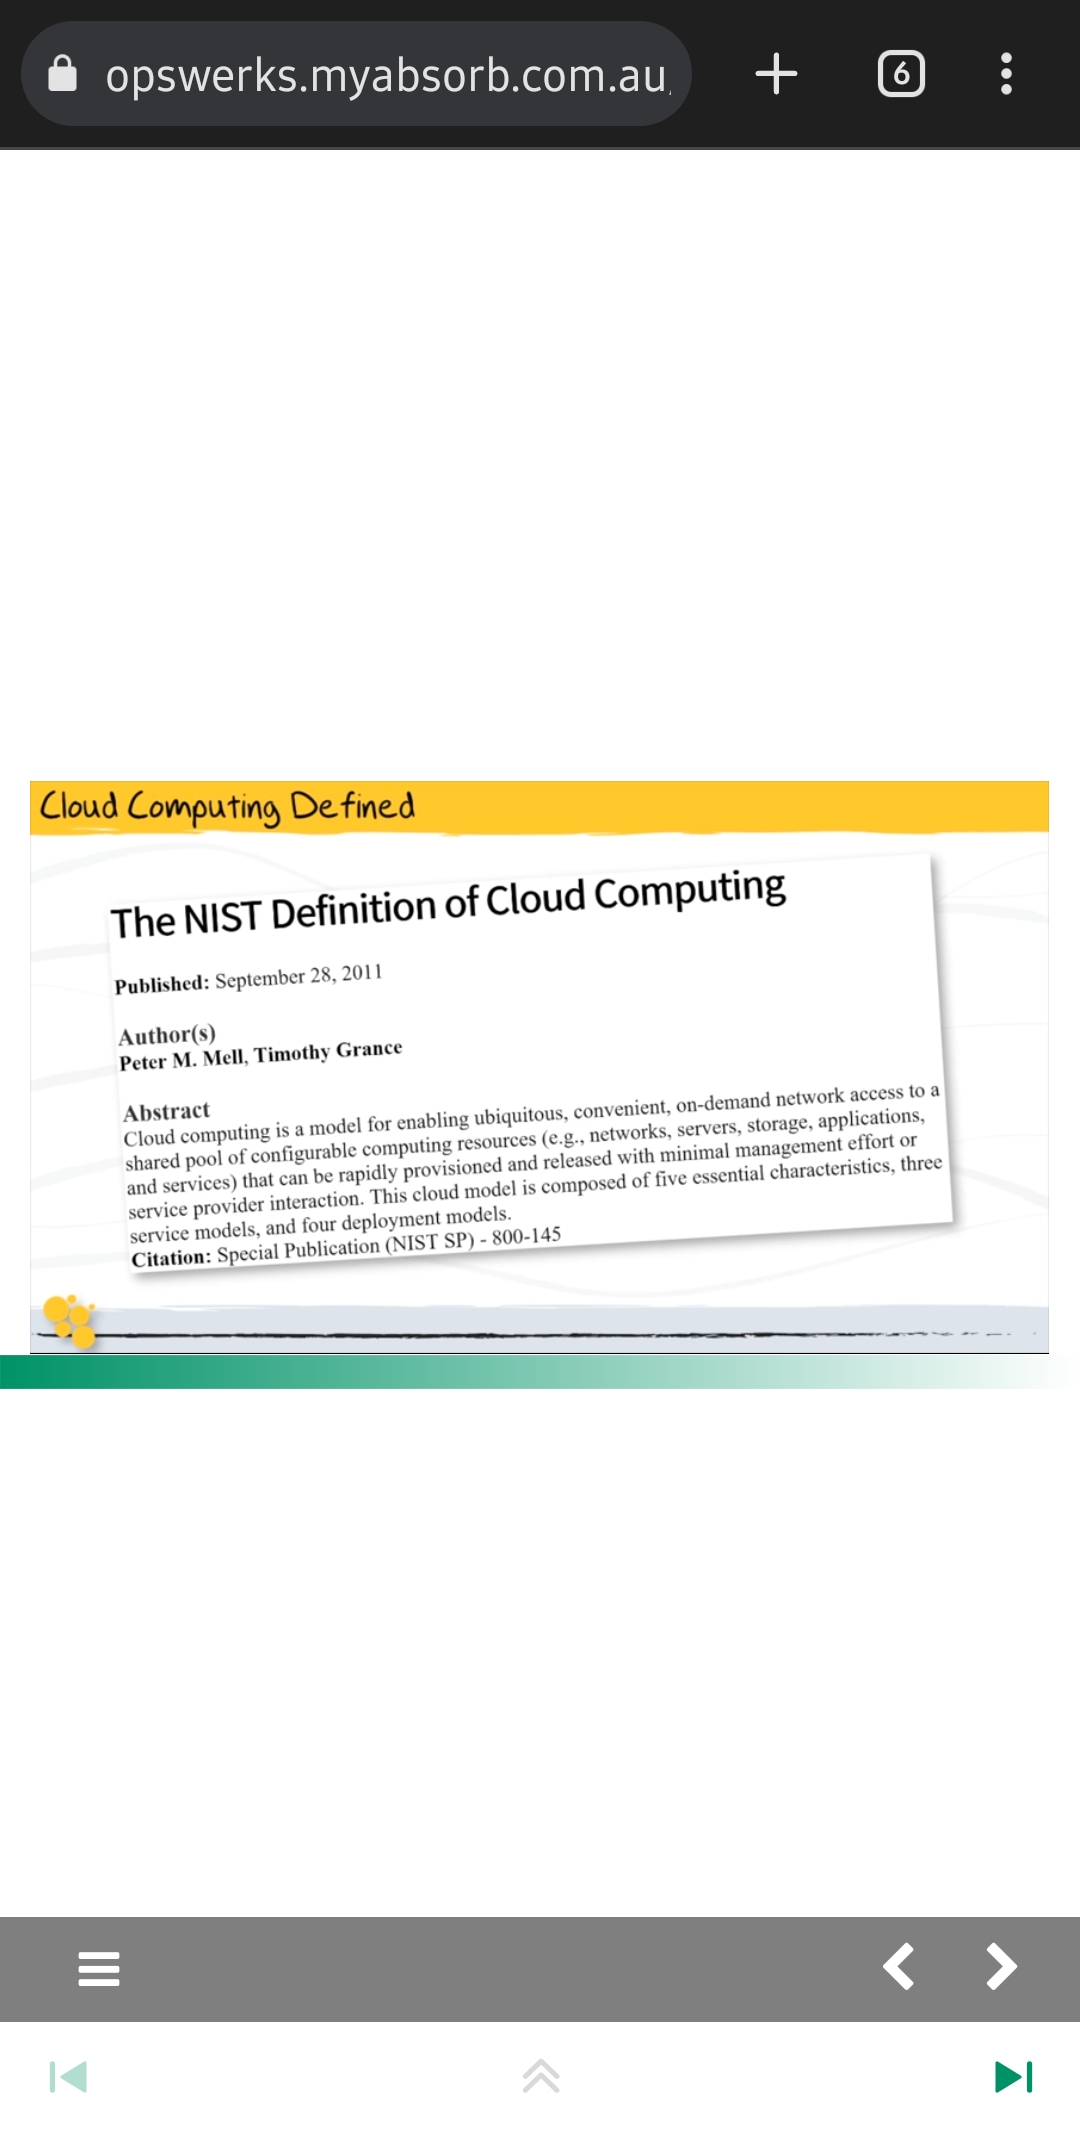 opswerks.myabsorb.com.au
6
Cloud Computing Defined
The NIST Definition of Cloud Computing
Published: September 28, 2011
Author(s)
Peter M. Mell, Timothy Grance
Abstract
Cloud computing is a model for enabling ubiquitous, convenient, on-demand network access to a
shared pool of configurable computing resources (e.g., networks, servers, storage, applications,
and services) that can be rapidly provisioned and released with minimal management effort or
service provider interaction. This cloud model is composed of five essential characteristics, three
service models, and four deployment models.
Citation: Special Publication (NIST SP) - 800-145